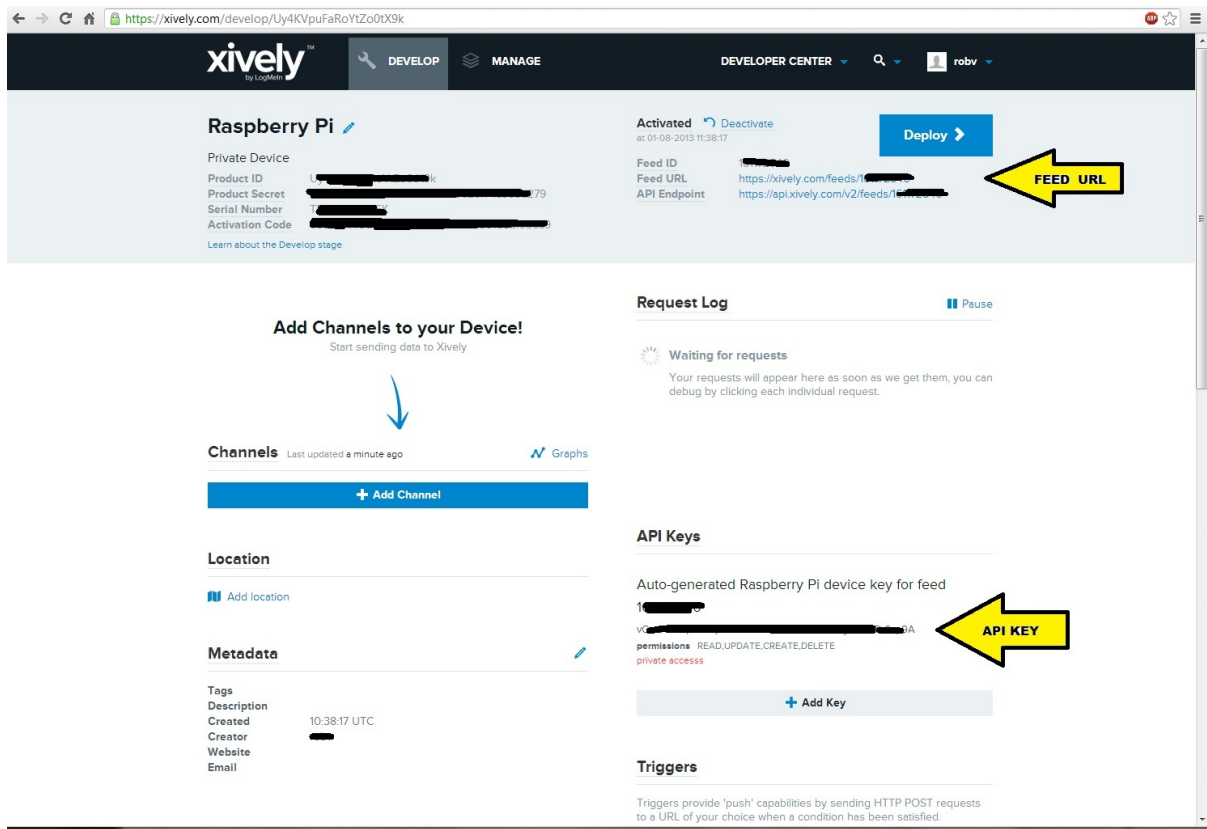 https://xively.com/develop/Uy4KVpuFaRoYtZo0tX9k
ABP
xively™
by LogMeIn
DEVELOP
MANAGE
DEVELOPER CENTER
robv
Raspberry Pi
Private Device
Product ID
Product Secret 279
Serial Number
Activation Code
Learn about the Develop stage
Activated Deactivate
at 01-08-2013 11:38:17
Deploy
Feed ID
Feed URL https://xively.com/feeds/
API Endpoint https://api.xively.com/v2/feeds/
FEED URL
Add Channels to your Device!
Start sending data to Xively
Channels Last updated a minute ago Graphs
+ Add Channel
Location
Add location
Metadata
Tags
Description
Created 10:38:17 UTC
Creator
Website
Email
Request Log Pause
Waiting for requests
Your requests will appear here as soon as we get them, you can
debug by clicking each individual request.
API Keys
Auto-generated Raspberry Pi device key for feed
permissions READ,UPDATE,CREATE,DELETE
private accesss
API KEY
+ Add Key
Triggers
Triggers provide 'push' capabilities by sending HTTP POST requests
to a URL of your choice when a condition has been satisfied.